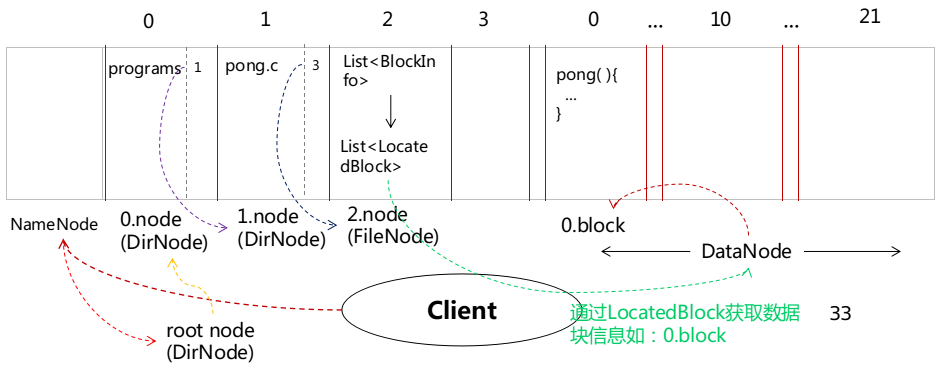 0
1
2
3
0
...
10
...
21
programs
1
pong.c
3
List<BlockIn
fo>
List<Locate
dBlock>
pong( ){
...
}
NameNode
0.node
(DirNode)
1.node
(DirNode)
2.node
(FileNode)
0.block
DataNode
Client
root node
(DirNode)
通过LocatedBlock获取数据
块信息如：0.block
33